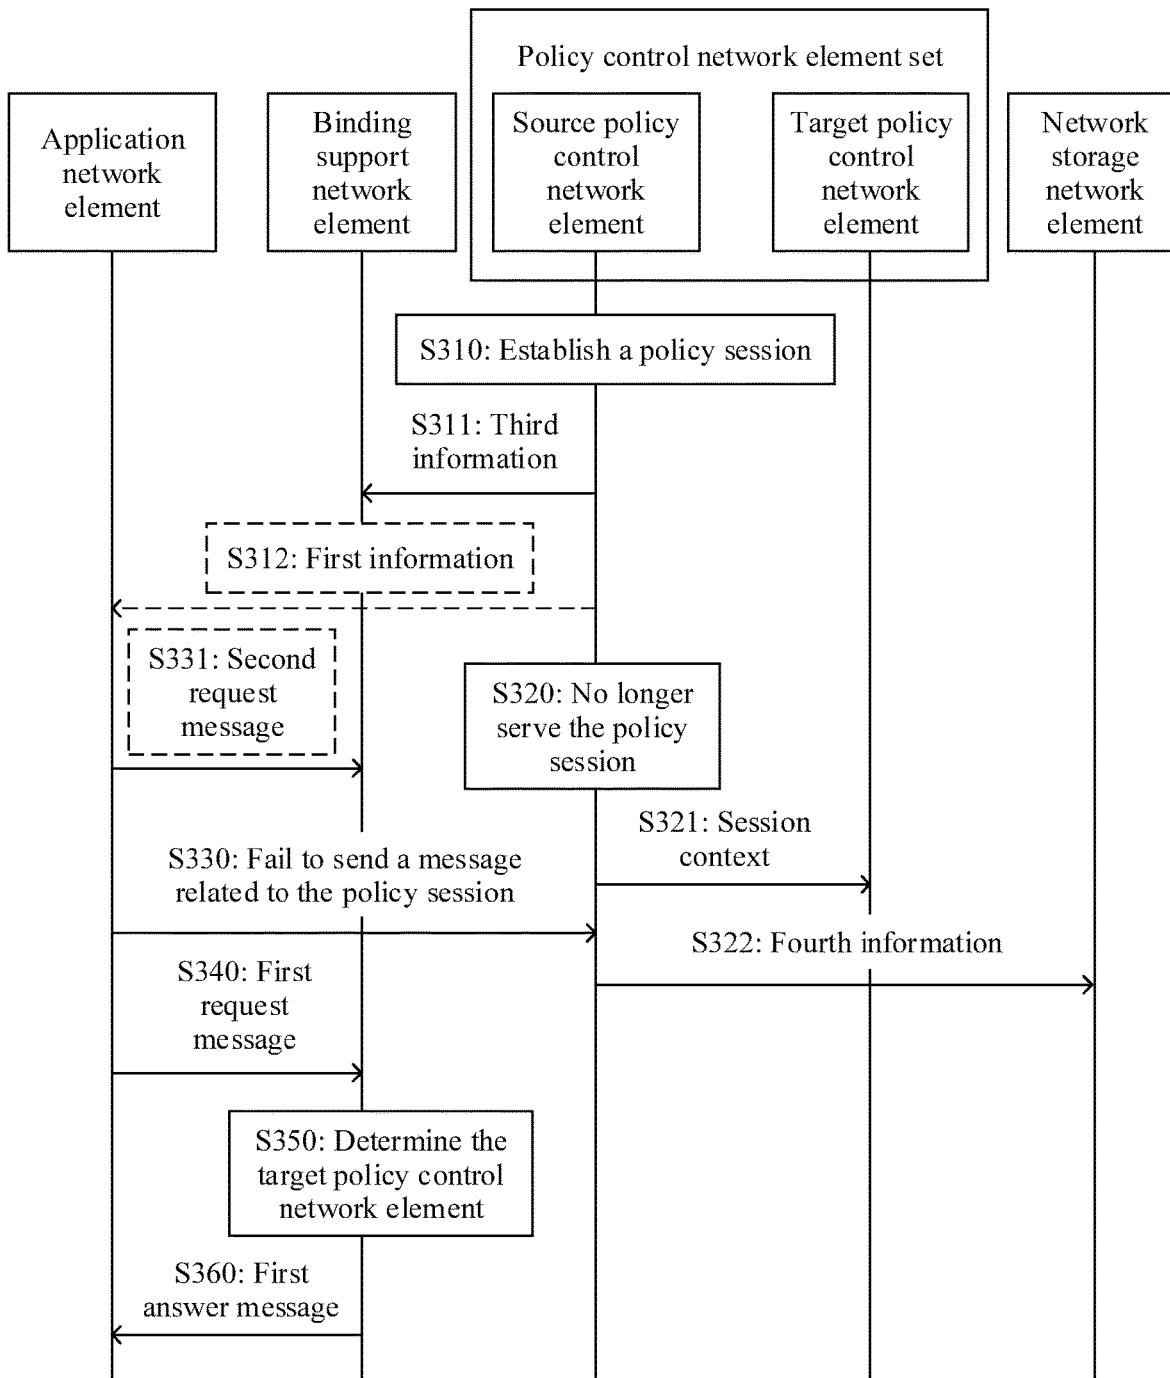 Policy control network element set
Application
network
element
Binding
support
network
element
Source policy
control
network
element
Target policy
control
network
element
Network
storage
network
element
S310: Establish a policy session
S311: Third
information
S312: First information
S331: Second
request
message
S320: No longer
serve the policy
session
S321: Session
context
S330: Fail to send a message
related to the policy session
S322: Fourth information
S340: First
request
message
S350: Determine the
target policy control
network element
S360: First
answer message